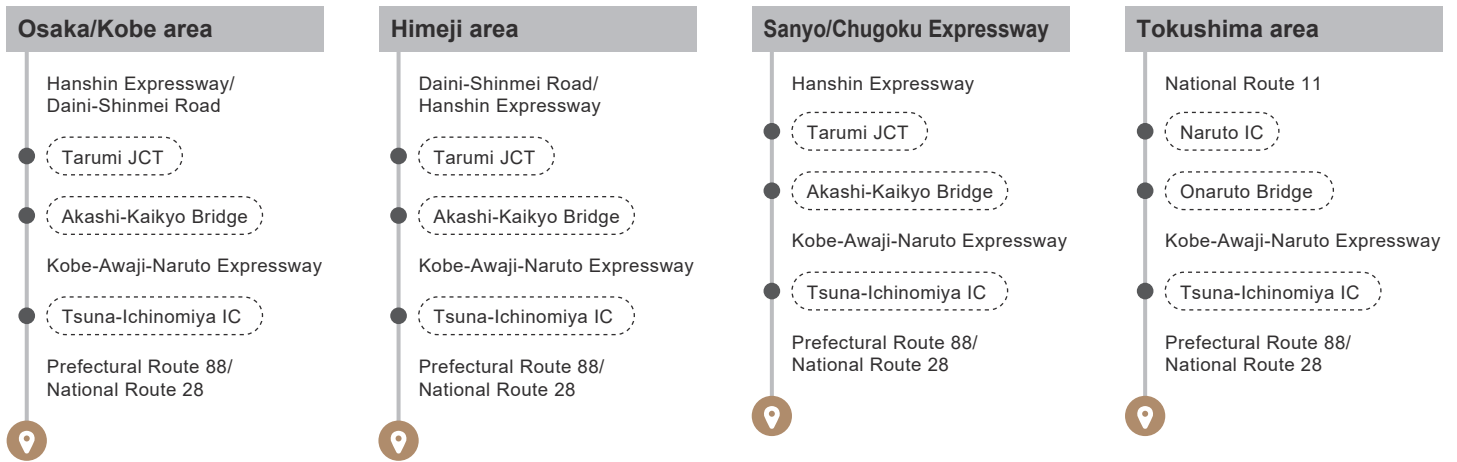 Osaka/Kobe area
Hanshin Expressway/
Daini-Shinmei Road
Tarumi JCT
Akashi-Kaikyo Bridge
Kobe-Awaji-Naruto Expressway
Tsuna-Ichinomiya IC
Prefectural Route 88/
National Route 28
Himeji area
Daini-Shinmei Road/
Hanshin Expressway
Tarumi JCT
Akashi-Kaikyo Bridge
Kobe-Awaji-Naruto Expressway
Tsuna-Ichinomiya IC
Prefectural Route 88/
National Route 28
Sanyo/Chugoku Expressway
Hanshin Expressway
Tarumi JCT
Akashi-Kaikyo Bridge
Kobe-Awaji-Naruto Expressway
Tsuna-Ichinomiya IC
Prefectural Route 88/
National Route 28
Tokushima area
National Route 11
Naruto IC
Onaruto Bridge
Kobe-Awaji-Naruto Expressway
Tsuna-Ichinomiya IC
Prefectural Route 88/
National Route 28